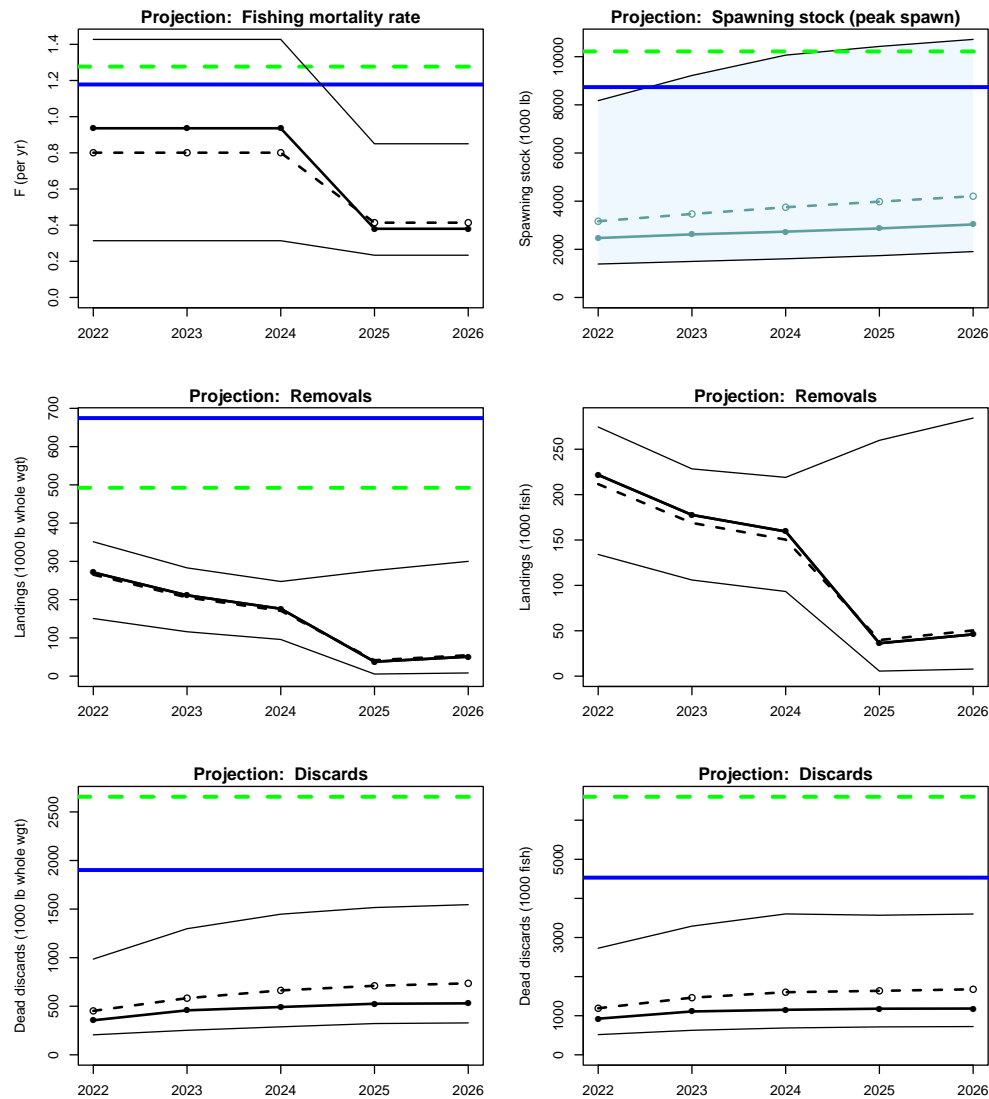 Projection: Fishing mortality rate
F (per yr)
1.4
1.2
1.0
0.8
0.6
0.4
0.2
0.0
2022 2023 2024 2025 2026
Projection: Spawning stock (peak spawn)
Spawning stock (1000 lb)
10000
8000
6000
4000
2000
0
2022 2023 2024 2025 2026
Projection: Removals
Landings (1000 lb whole wgt)
700
600
500
400
300
200
100
0
2022 2023 2024 2025 2026
Projection: Removals
Landings (1000 fish)
250
200
150
100
50
0
2022 2023 2024 2025 2026
Projection: Discards
Dead discards (1000 lb whole wgt)
2500
2000
1500
1000
500
0
2022 2023 2024 2025 2026
Projection: Discards
Dead discards (1000 fish)
5000
3000
1000
0
2022 2023 2024 2025 2026